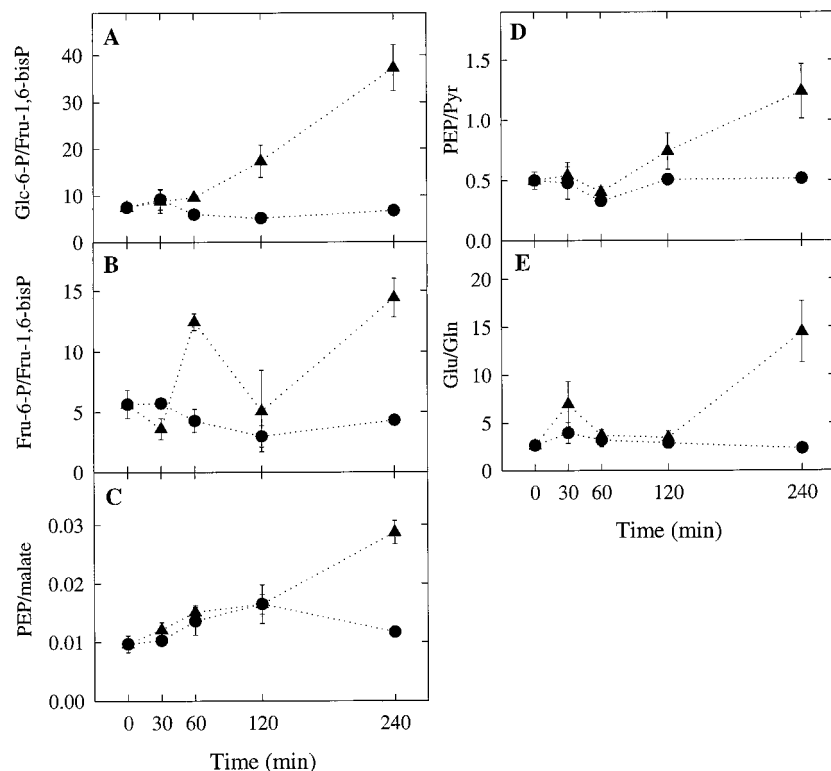 A
Glc-6-P/Fru-1,6-bisP
40
30
20
10
0
B
Fru-6-P/Fru-1,6-bisP
15
10
5
0
C
PEP/malate
0.03
0.02
0.01
0.00
0 30 60 120 240
Time (min)
D
PEP/Pyr
1.5
1.0
0.5
0.0
E
Glu/Gln
20
15
10
5
0
0 30 60 120 240
Time (min)